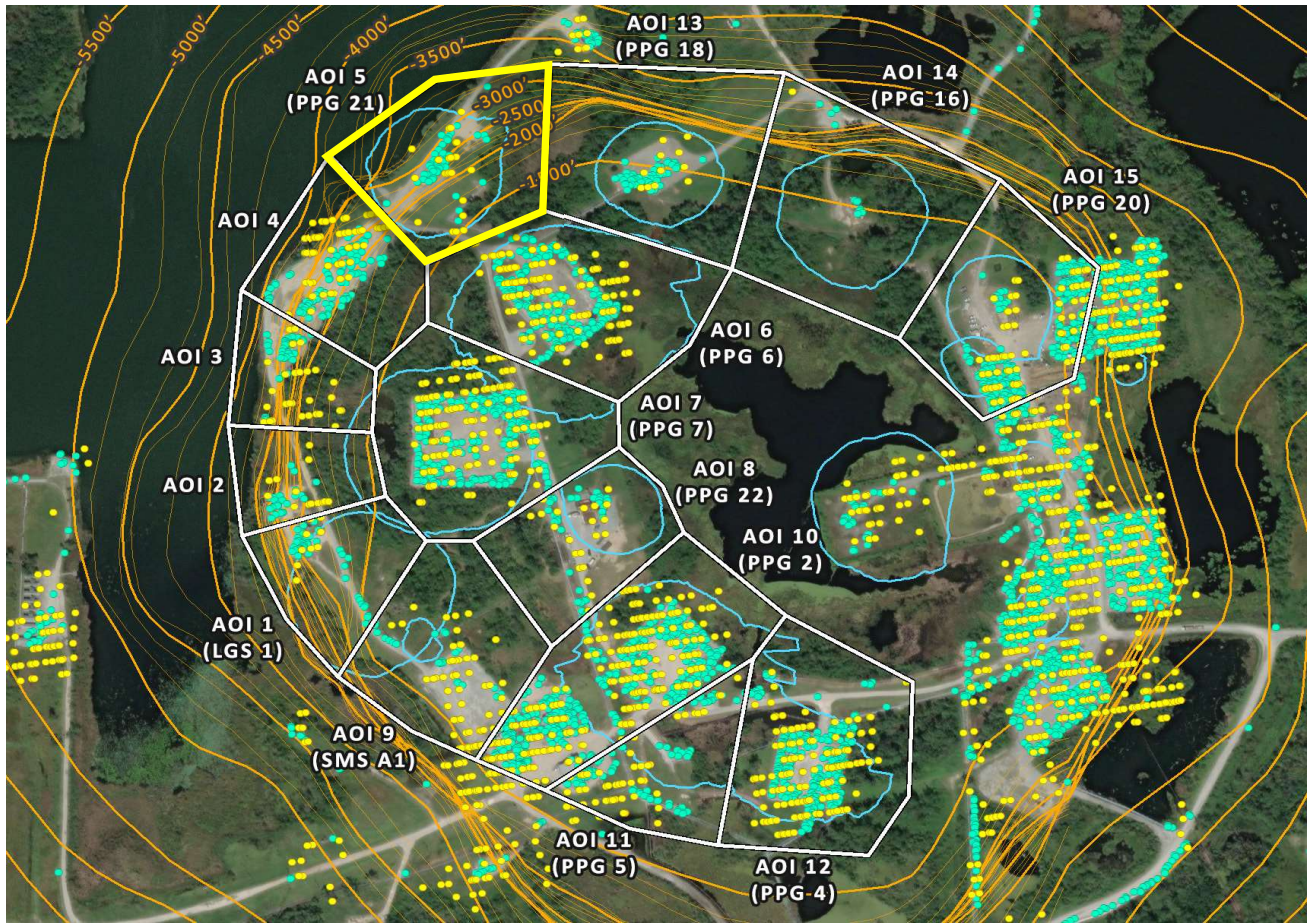 -5500'
-5000'
-4500'
-4000'
-3500'
-3000'
-2500'
-2000'
AOI 13
(PPG 18)
AOI 5
(PPG 21)
AOI 14
(PPG 16)
AOI 15
(PPG 20)
AOI 4
AOI 3
AOI 6
(PPG 6)
AOI 7
(PPG 7)
AOI 2
AOI 8
(PPG 22)
AOI 10
(PPG 2)
AOI 1
(LGS 1)
AOI 9
(SMS A1)
AOI 11
(PPG 5)
AOI 12
(PPG 4)